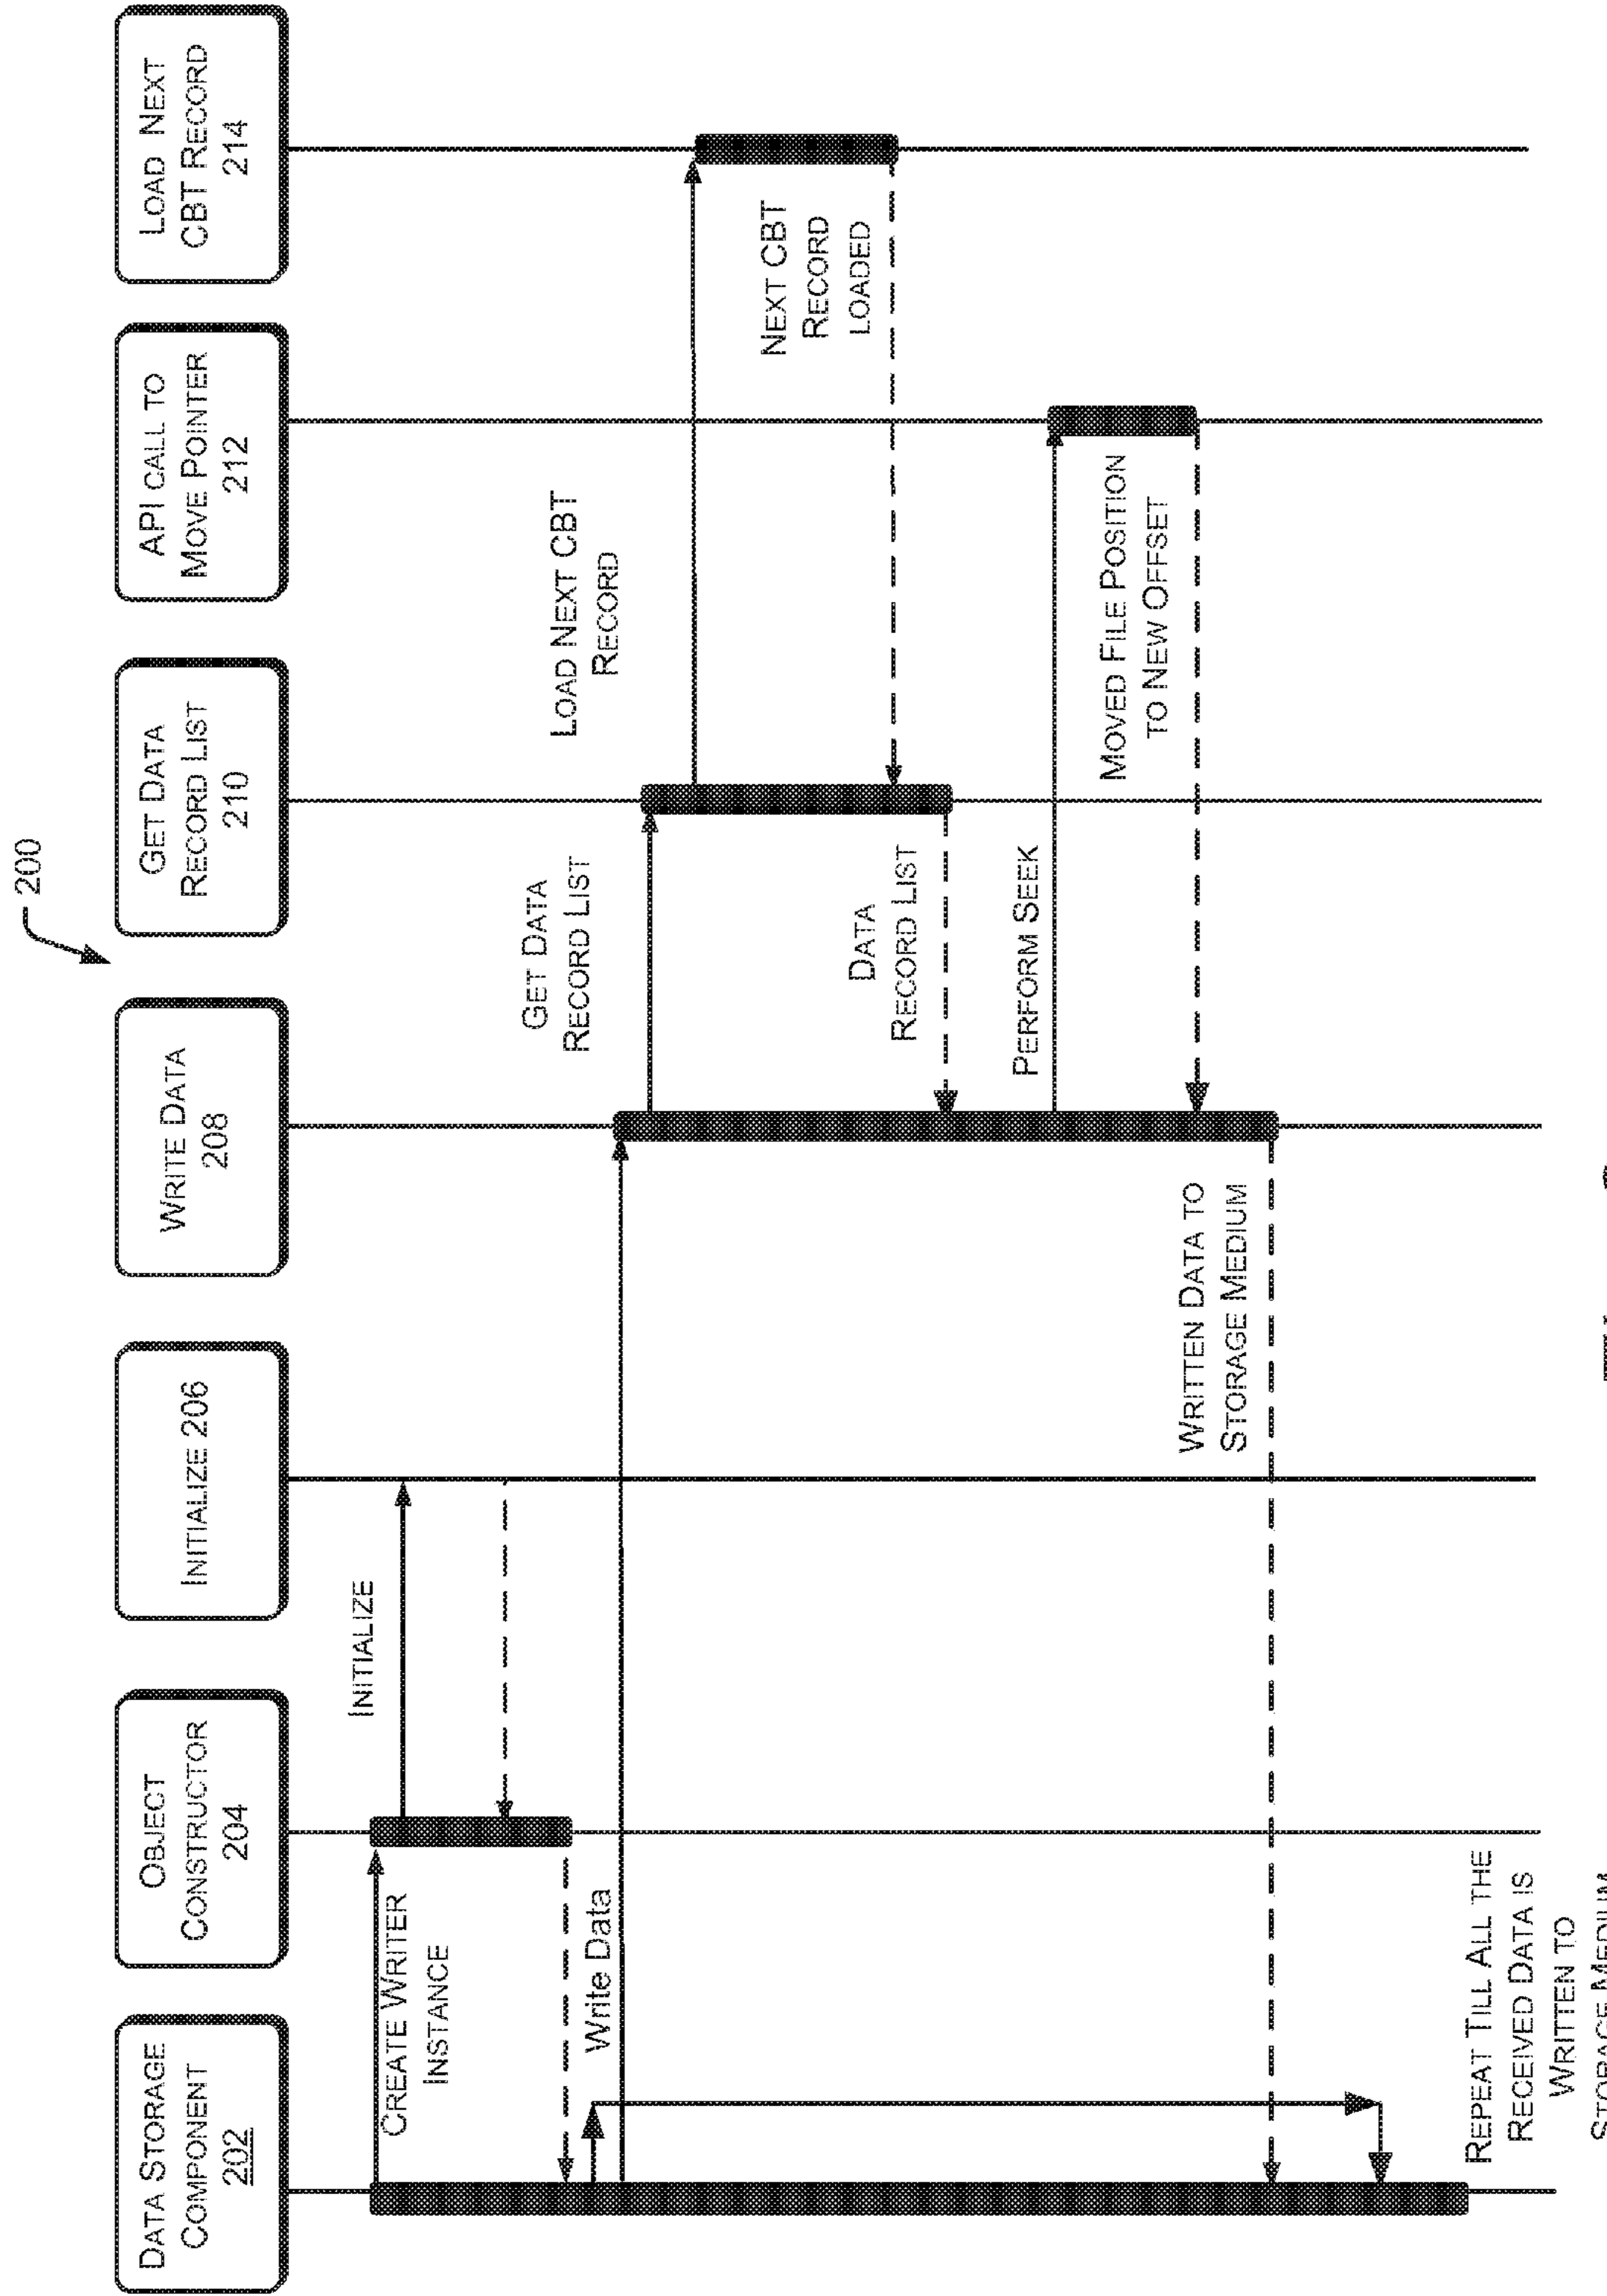 200
DATA STORAGE
COMPONENT
202
OBJECT
CONSTRUCTOR
204
INITIALIZE 206
WRITE DATA
208
GET DATA
RECORD LIST
210
API CALL TO
MOVE POINTER
212
LOAD NEXT
CBT RECORD
214
CREATE WRITER
INSTANCE
INITIALIZE
Write Data
GET DATA
RECORD LIST
LOAD NEXT CBT
RECORD
NEXT CBT
RECORD
LOADED
DATA
RECORD LIST
PERFORM SEEK
MOVED FILE POSITION
TO NEW OFFSET
WRITTEN DATA TO
STORAGE MEDIUM
REPEAT TILL ALL THE
RECEIVED DATA IS
WRITTEN TO
STORAGE MEDIUM